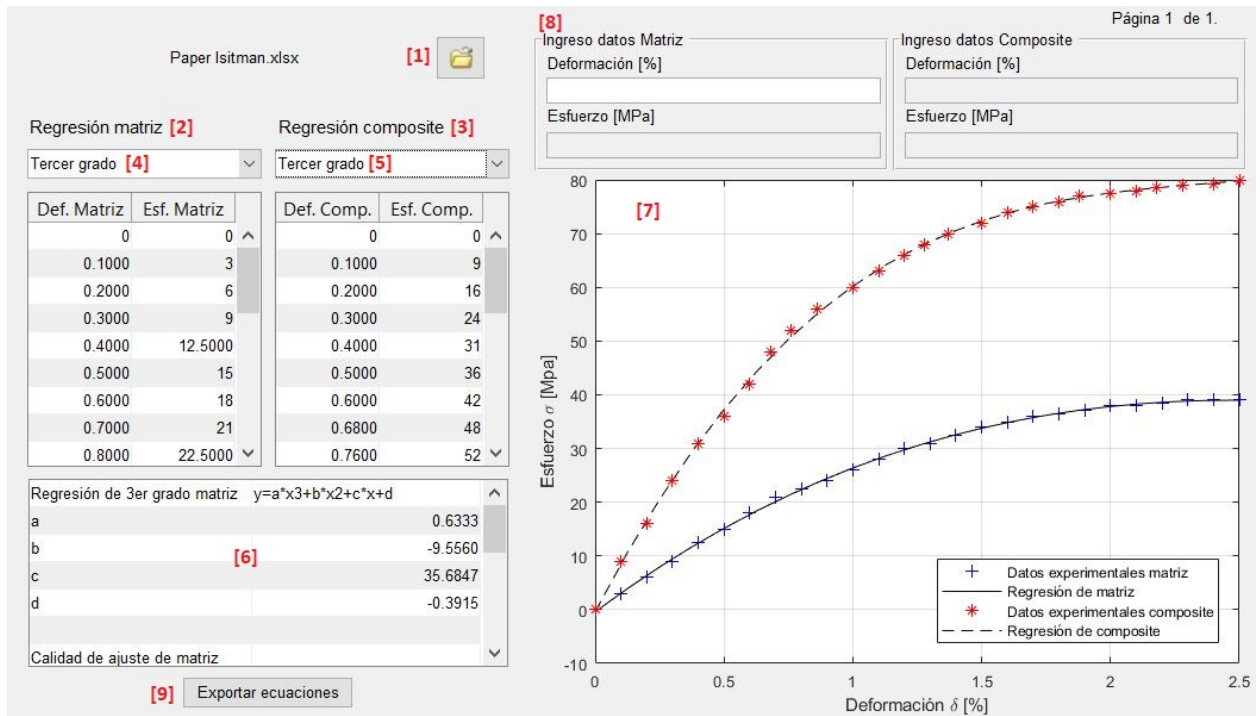 Página 1 de 1.
Paper Isitman.xlsx [1]
[8]
Ingreso datos Matriz
Deformación [%]
Esfuerzo [MPa]
Ingreso datos Composite
Deformación [%]
Esfuerzo [MPa]
Regresión matriz [2]
Regresión composite [3]
Tercer grado [4]
Tercer grado [5]
Def. Matriz Esf. Matriz
0 0
0.1000 3
0.2000 6
0.3000 9
0.4000 12.5000
0.5000 15
0.6000 18
0.7000 21
0.8000 22.5000
Def. Comp. Esf. Comp.
0 0
0.1000 9
0.2000 16
0.3000 24
0.4000 31
0.5000 36
0.6000 42
0.6800 48
0.7600 52
Regresión de 3er grado matriz y=a*x3+b*x2+c*x+d
a 0.6333
b -9.5560
[6]
c 35.6847
d -0.3915
Calidad de ajuste de matriz
[9] Exportar ecuaciones
[7]
80
70
60
50
40
30
20
10
0
-10
Esfuerzo σ [Mpa]
0 0.5 1 1.5 2 2.5
Deformación δ [%]
Datos experimentales matriz
Regresión de matriz
Datos experimentales composite
Regresión de composite